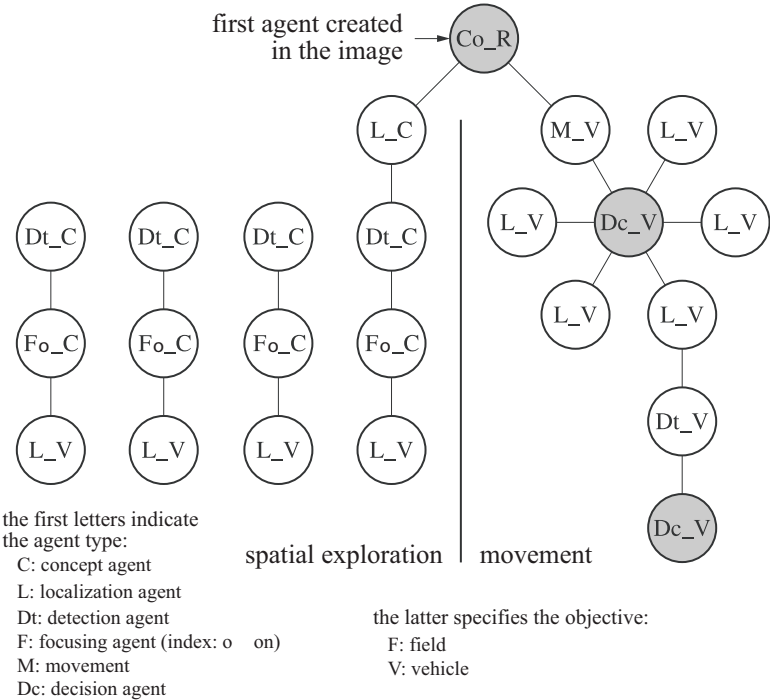 first agent created
in the image
Co_R
L_C
M_V
L_V
Dt_C
Dt_C
Dt_C
Dt_C
L_V
Dc_V
L_V
L_V
L_V
Fo_C
Fo_C
Fo_C
Fo_C
Dt_V
L_V
L_V
L_V
L_V
Dc_V
the first letters indicate
the agent type:
C: concept agent
L: localization agent
Dt: detection agent
F: focusing agent (index: o on)
M: movement
Dc: decision agent
spatial exploration
movement
the latter specifies the objective:
F: field
V: vehicle